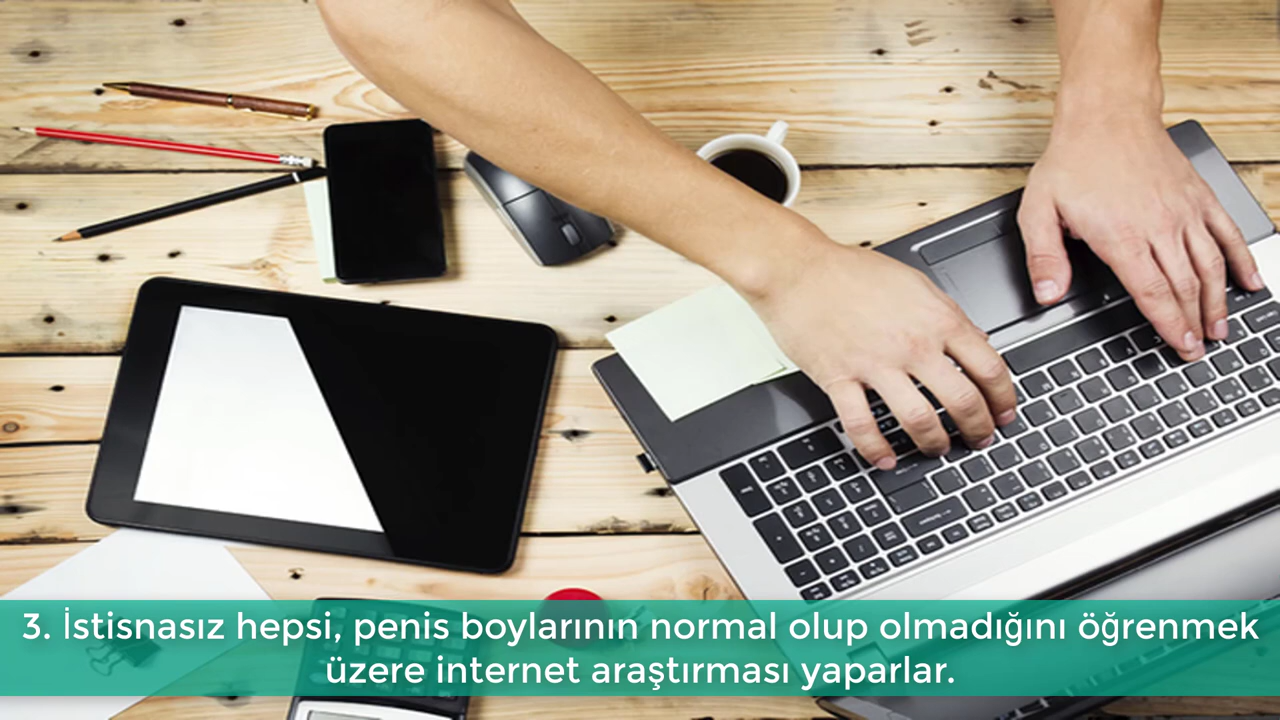 3. İstisnasız hepsi, penis boylarının normal olup olmadığını öğrenmek
üzere internet araştırması yaparlar.